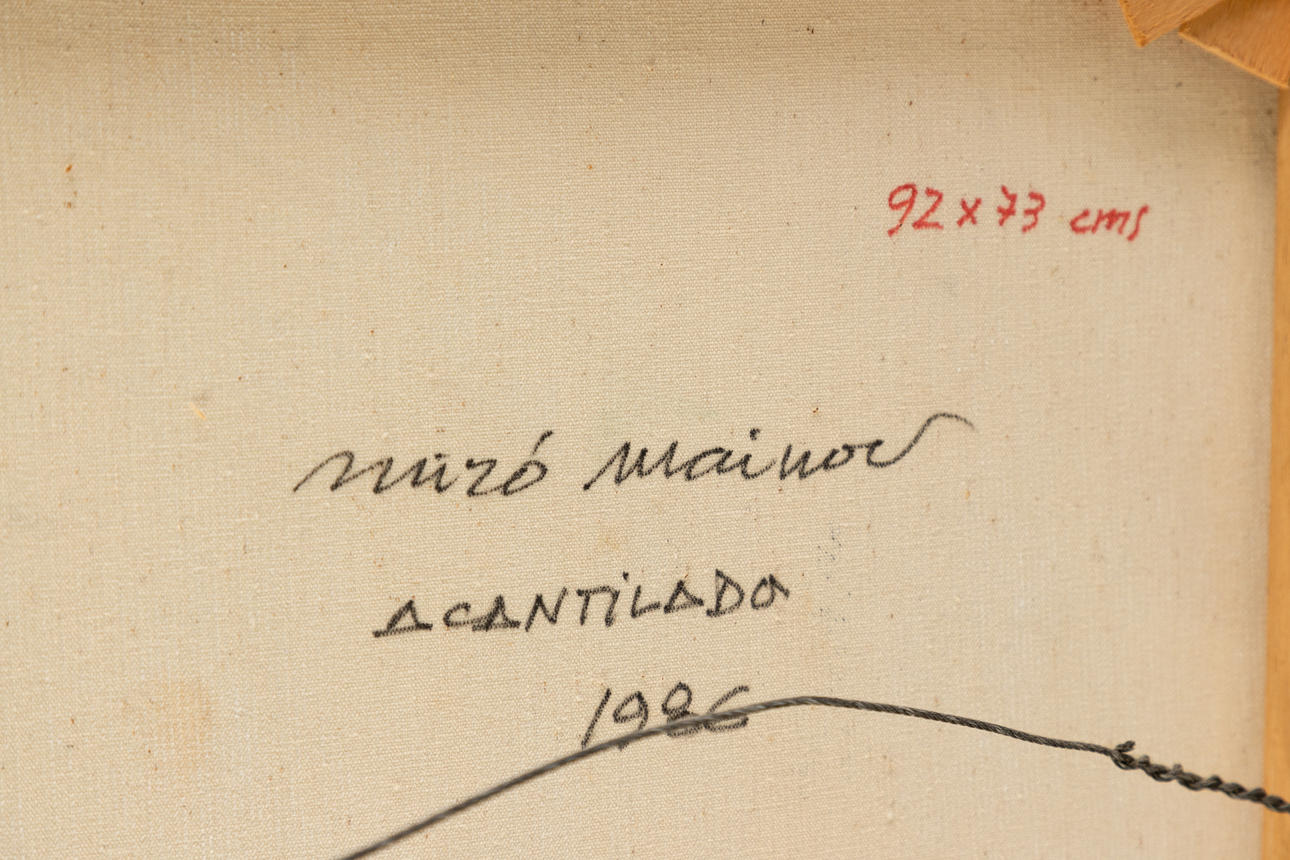 92 x 73 cms
Miró Mainou
ACANTILADO
1986